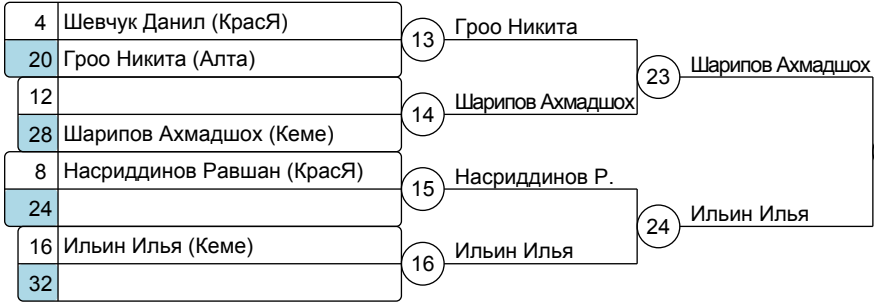 4 Шевчук Данил (КрасЯ)
20 Гроо Никита (Алта)
13 Гроо Никита
12
28 Шарипов Ахмадшох (Кеме)
14 Шарипов Ахмадшох
23 Шарипов Ахмадшох
8 Насриддинов Равшан (КрасЯ)
24
15 Насриддинов Р.
16 Ильин Илья (Кеме)
32
16 Ильин Илья
24 Ильин Илья